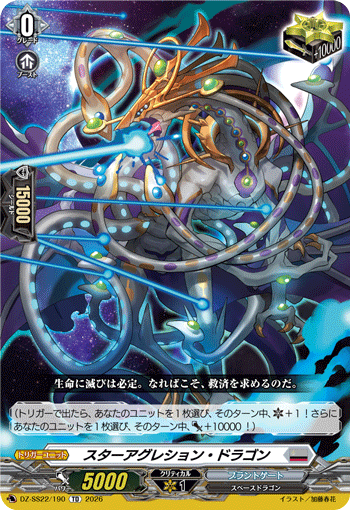 0
グレード
ブースト
+10000
15000
シールド
生命に滅びは必定。なればこそ、救済を求めるのだ。
(トリガーで出たら、あなたのユニットを1枚選び、そのターン中、+1!さらに
あなたのユニットを1枚選び、そのターン中、+10000!)
トリガーユニット
スターアグレション・ドラゴン
パワー 5000
クリティカル
1
ブラントゲート
スペースドラゴン
DZ-SS22/190 TD 2026
イラスト/加藤春花